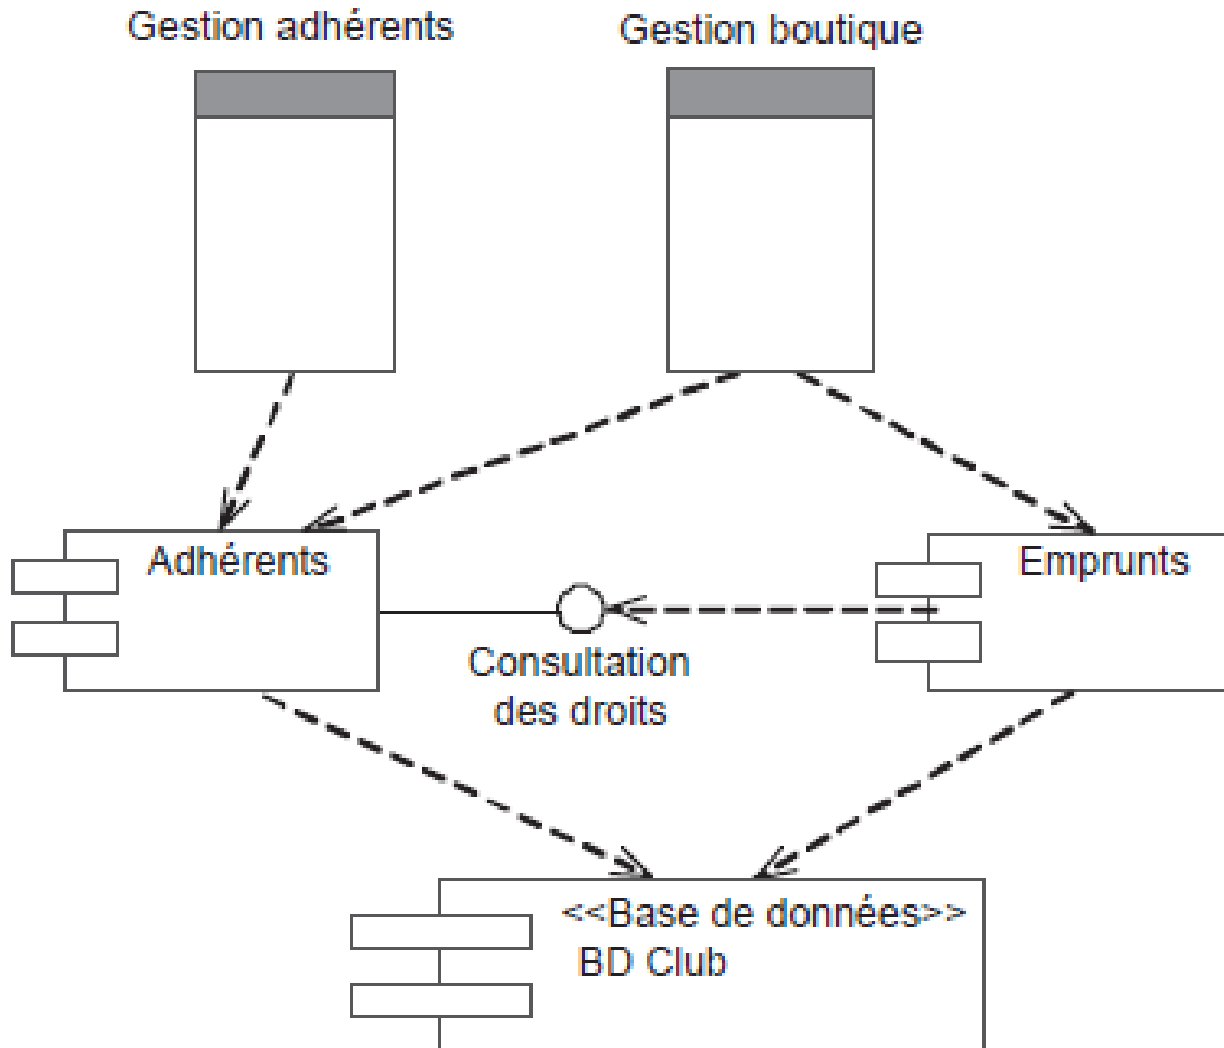 Gestion adhérents
Gestion boutique
Adhérents
Emprunts
Consultation
des droits
<<Base de données>>
BD Club